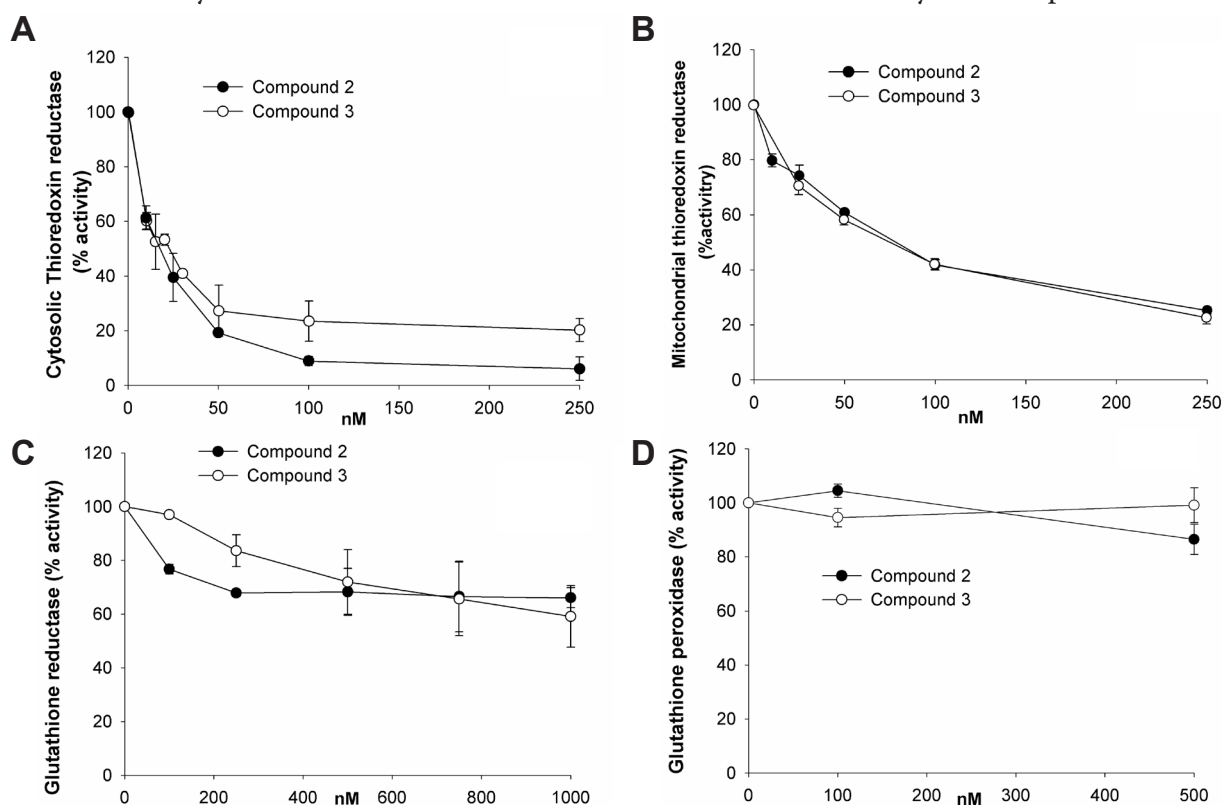 A
Cytosolic Thioredoxin reductase
(% activity)
120
100
80
60
40
20
0
Compound 2
Compound 3
0 50 100 150 200 250
nM
B
Mitochondrial thioredoxin reductase
(%activitry)
120
100
80
60
40
20
0
Compound 2
Compound 3
0 50 100 150 200 250
nM
C
Glutathione reductase (% activity)
120
100
80
60
40
20
0
Compound 2
Compound 3
0 200 400 600 800 1000
nM
D
Glutathione peroxidase (% activity)
120
100
80
60
40
20
0
Compound 2
Compound 3
0 100 200 300 400 500
nM